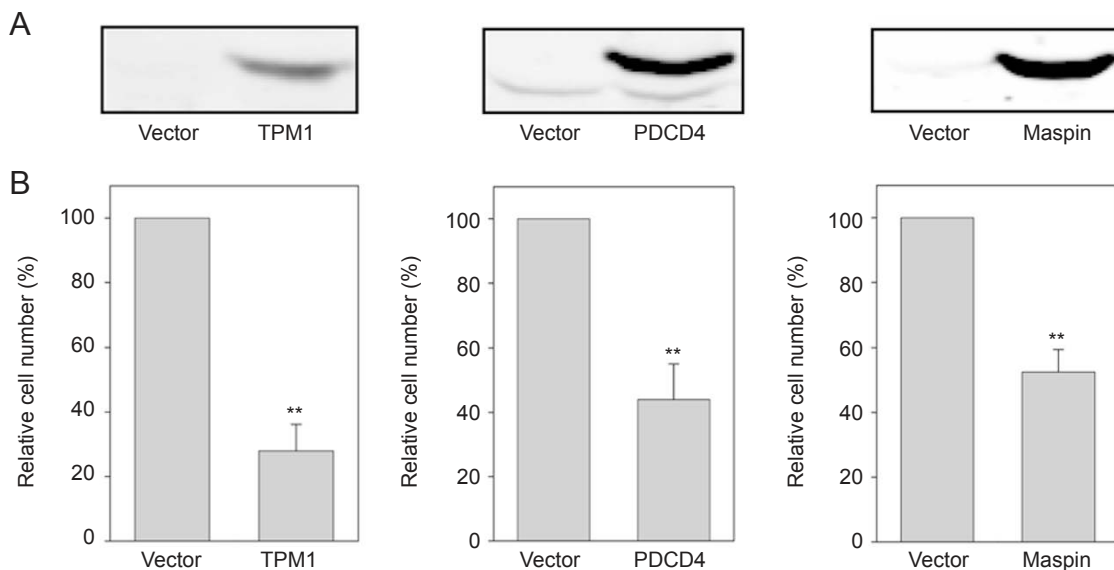 A
Vector TPM1
Vector PDCD4
Vector Maspin
B
Relative cell number (%)
100
80
60
40
20
0
**
Vector TPM1
Relative cell number (%)
100
80
60
40
20
0
**
Vector PDCD4
Relative cell number (%)
100
80
60
40
20
0
**
Vector Maspin